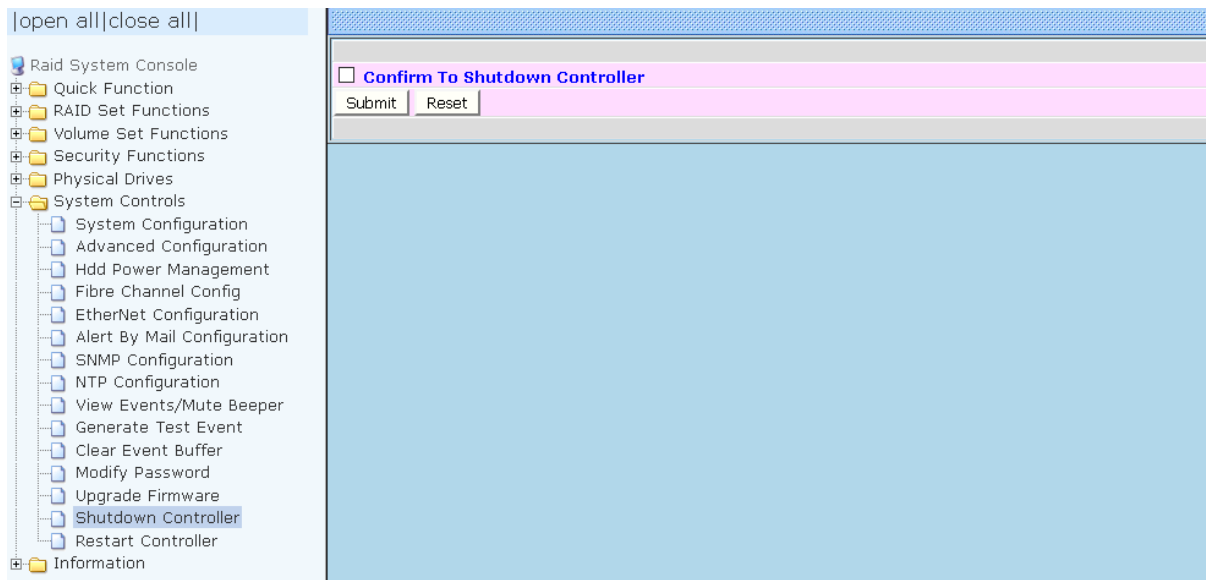 |open all|close all|
Raid System Console
Quick Function
RAID Set Functions
Volume Set Functions
Security Functions
Physical Drives
System Controls
System Configuration
Advanced Configuration
Hdd Power Management
Fibre Channel Config
EtherNet Configuration
Alert By Mail Configuration
SNMP Configuration
NTP Configuration
View Events/Mute Beeper
Generate Test Event
Clear Event Buffer
Modify Password
Upgrade Firmware
Shutdown Controller
Restart Controller
Information
Confirm To Shutdown Controller
Submit Reset